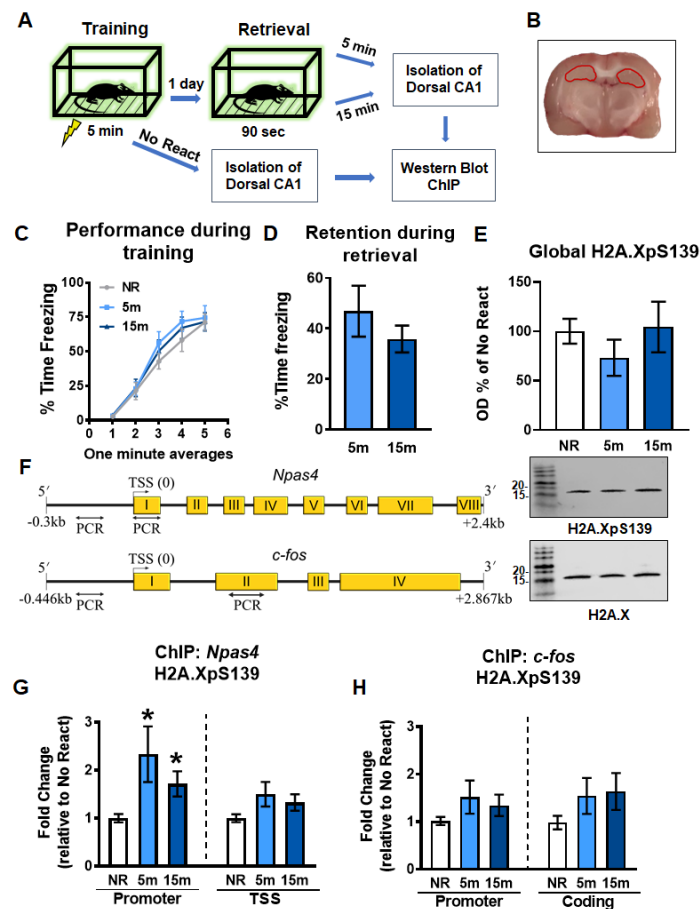 A
Training
Retrieval
1 day
5 min
15 min
Isolation of
Dorsal CA1
5 min
90 sec
No React
Isolation of
Dorsal CA1
Western Blot
ChIP
B
C
Performance during
training
% Time Freezing
100
75
50
25
0
NR
5m
15m
0 1 2 3 4 5 6
One minute averages
D
Retention during
retrieval
%Time freezing
60
40
20
0
5m 15m
E
Global H2A.XpS139
OD % of No React
150
100
50
0
NR 5m 15m
20-
15-
H2A.XpS139
20-
15-
H2A.X
F
Npas4
5′ TSS (0) 3′
I II III IV V VI VII VIII
-0.3kb PCR PCR +2.4kb
c-fos
5′ TSS (0) 3′
I II III IV
-0.446kb PCR PCR +2.867kb
G
ChIP: Npas4
H2A.XpS139
Fold Change
(relative to No React)
3
2
1
0
* *
NR 5m 15m NR 5m 15m
Promoter TSS
H
ChIP: c-fos
H2A.XpS139
Fold Change
(relative to No React)
3
2
1
0
NR 5m 15m NR 5m 15m
Promoter Coding